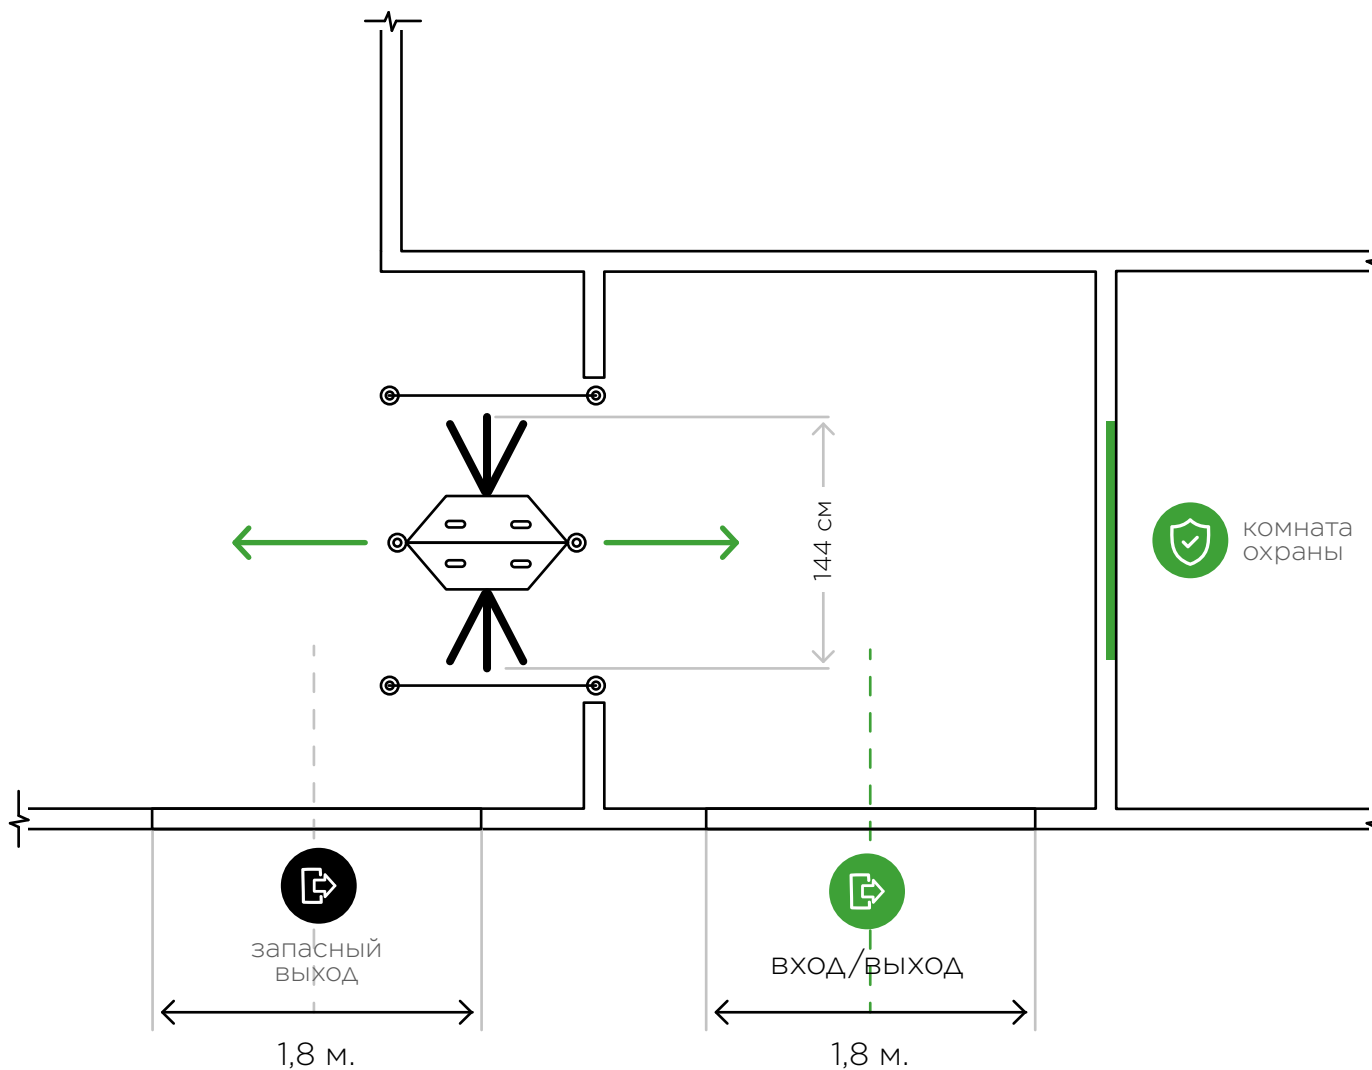 144 см
комната
охраны
запасный
выход
вход/выход
1,8 м.
1,8 м.